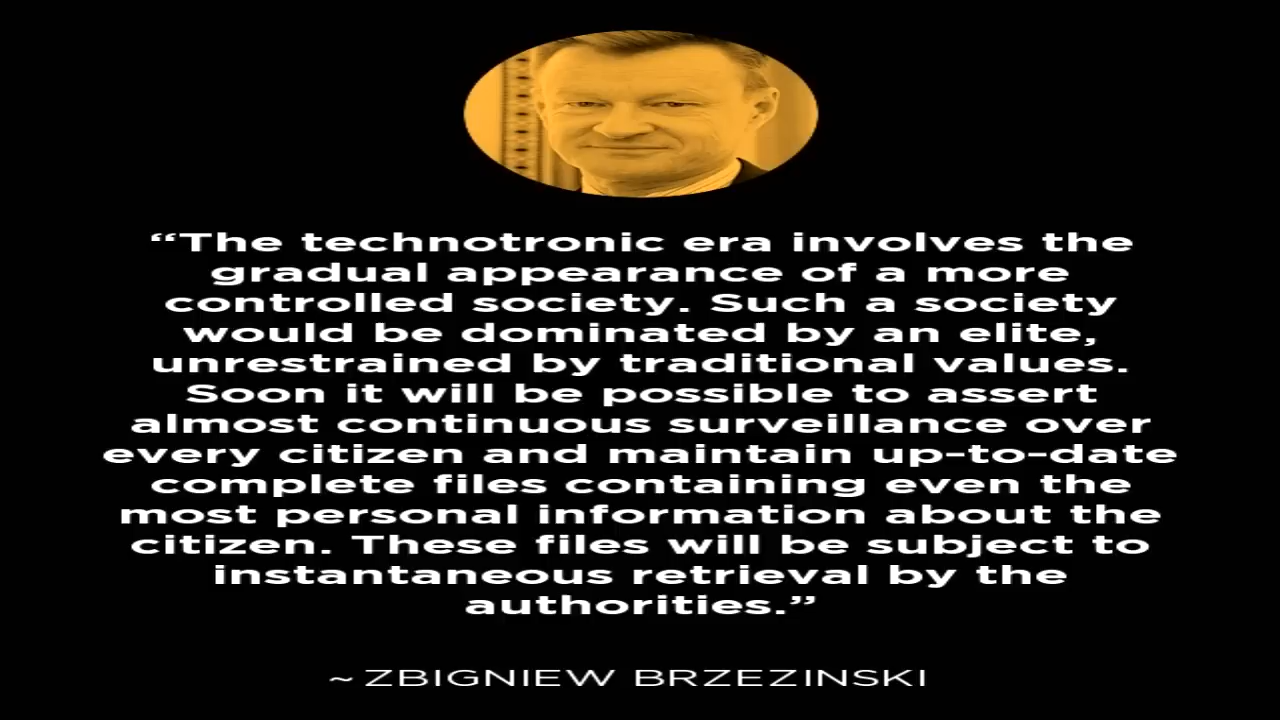 “The technotronic era involves the
gradual appearance of a more
controlled society. Such a society
would be dominated by an elite,
unrestrained by traditional values.
Soon it will be possible to assert
almost continuous surveillance over
every citizen and maintain up-to-date
complete files containing even the
most personal information about the
citizen. These files will be subject to
instantaneous retrieval by the
authorities.”
~ ZBIGNIEW BRZEZINSKI